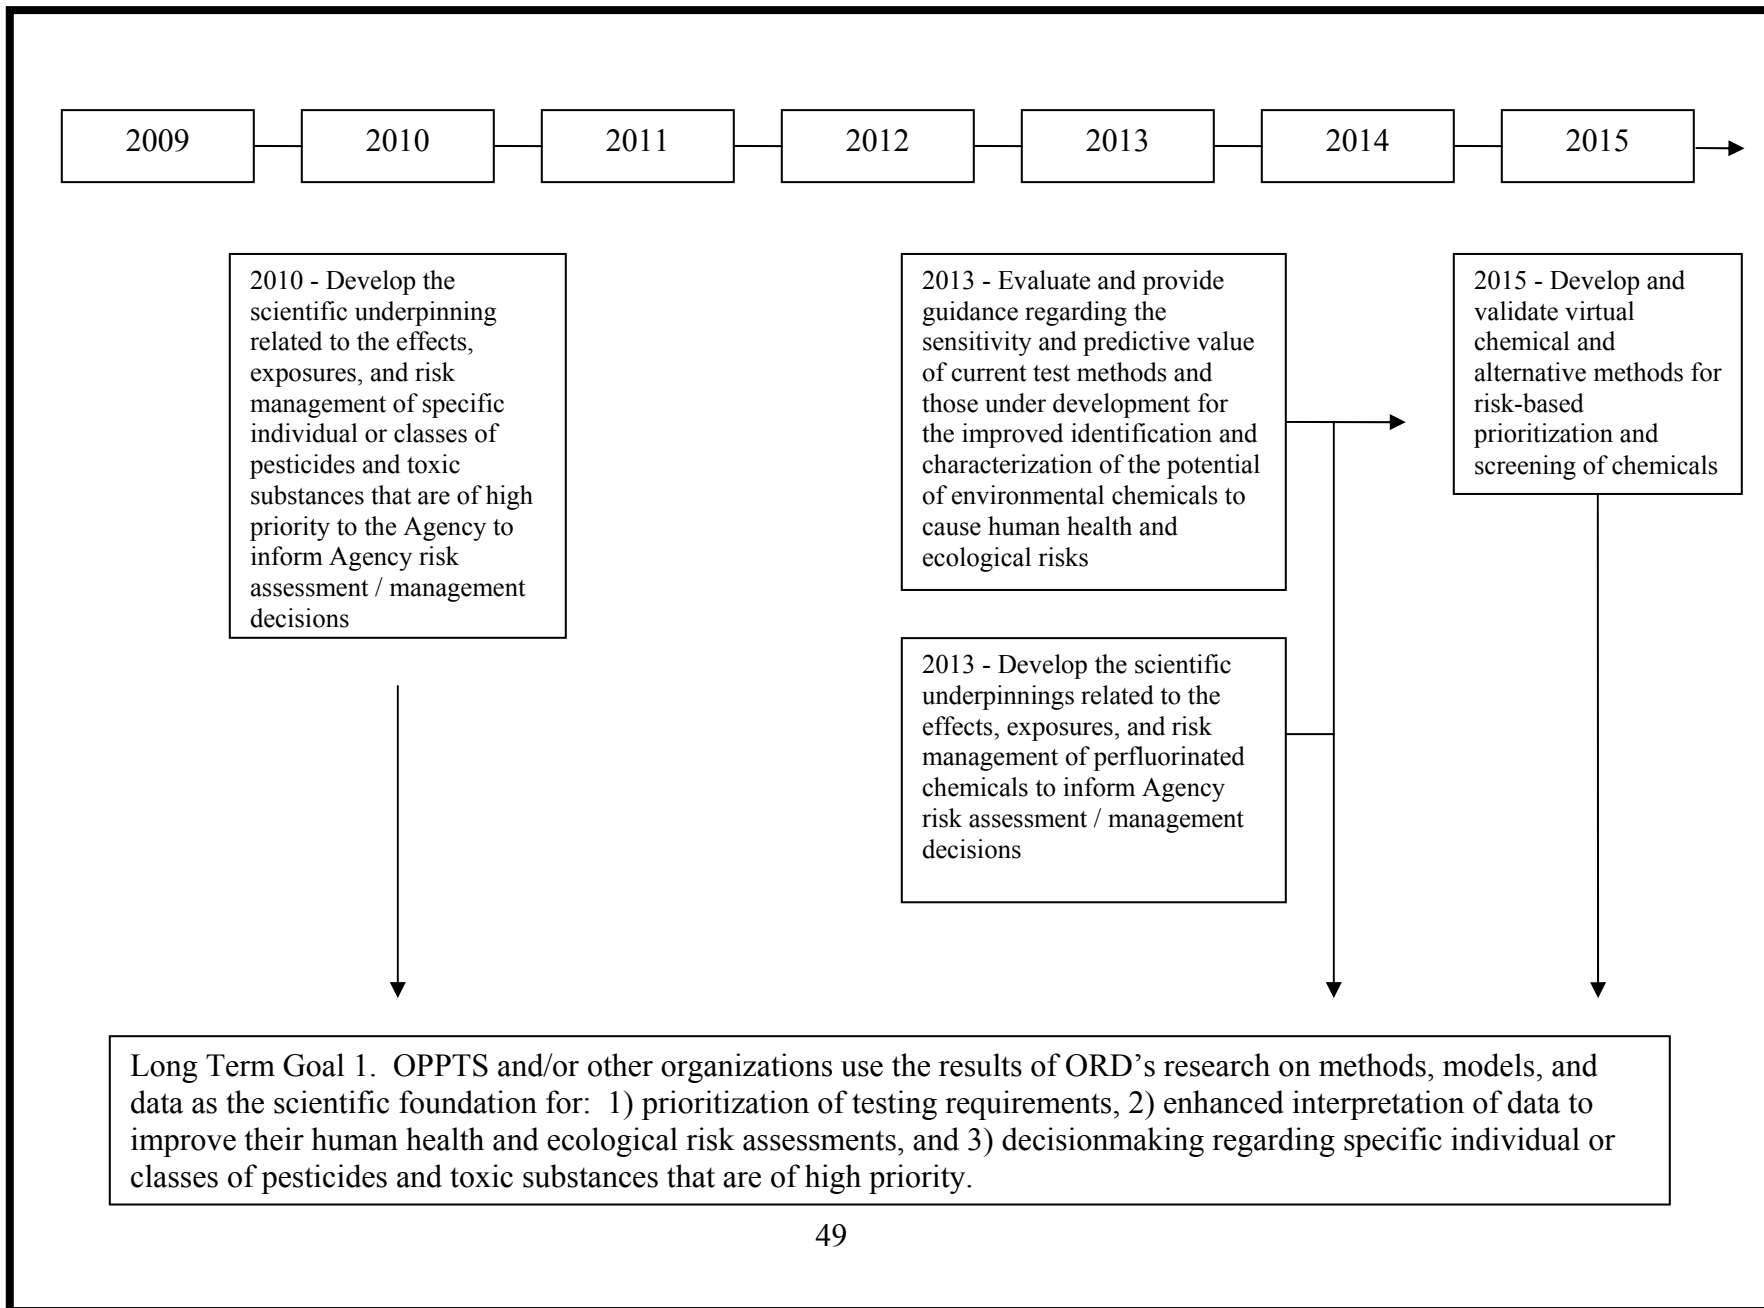 2009
2010
2011
2012
2013
2014
2015
2010 - Develop the
scientific underpinning
related to the effects,
exposures, and risk
management of specific
individual or classes of
pesticides and toxic
substances that are of high
priority to the Agency to
inform Agency risk
assessment / management
decisions
2013 - Evaluate and provide
guidance regarding the
sensitivity and predictive value
of current test methods and
those under development for
the improved identification and
characterization of the potential
of environmental chemicals to
cause human health and
ecological risks
2013 - Develop the scientific
underpinnings related to the
effects, exposures, and risk
management of perfluorinated
chemicals to inform Agency
risk assessment / management
decisions
2015 - Develop and
validate virtual
chemical and
alternative methods for
risk-based
prioritization and
screening of chemicals
Long Term Goal 1.  OPPTS and/or other organizations use the results of ORD’s research on methods, models, and
data as the scientific foundation for:  1) prioritization of testing requirements, 2) enhanced interpretation of data to
improve their human health and ecological risk assessments, and 3) decisionmaking regarding specific individual or
classes of pesticides and toxic substances that are of high priority.
49